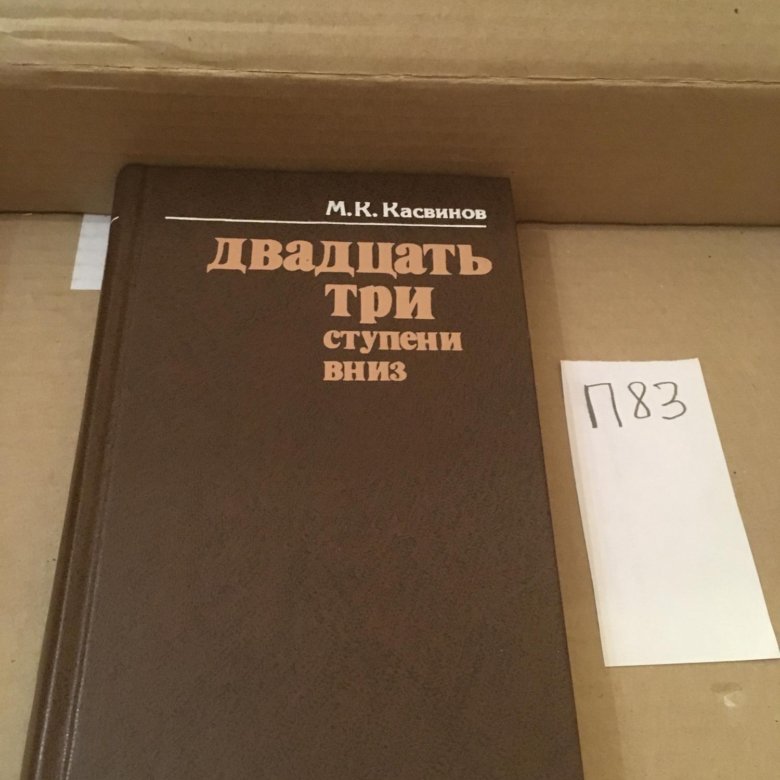 М.К. Касвинов
двадцать
три
ступени
вниз
П83